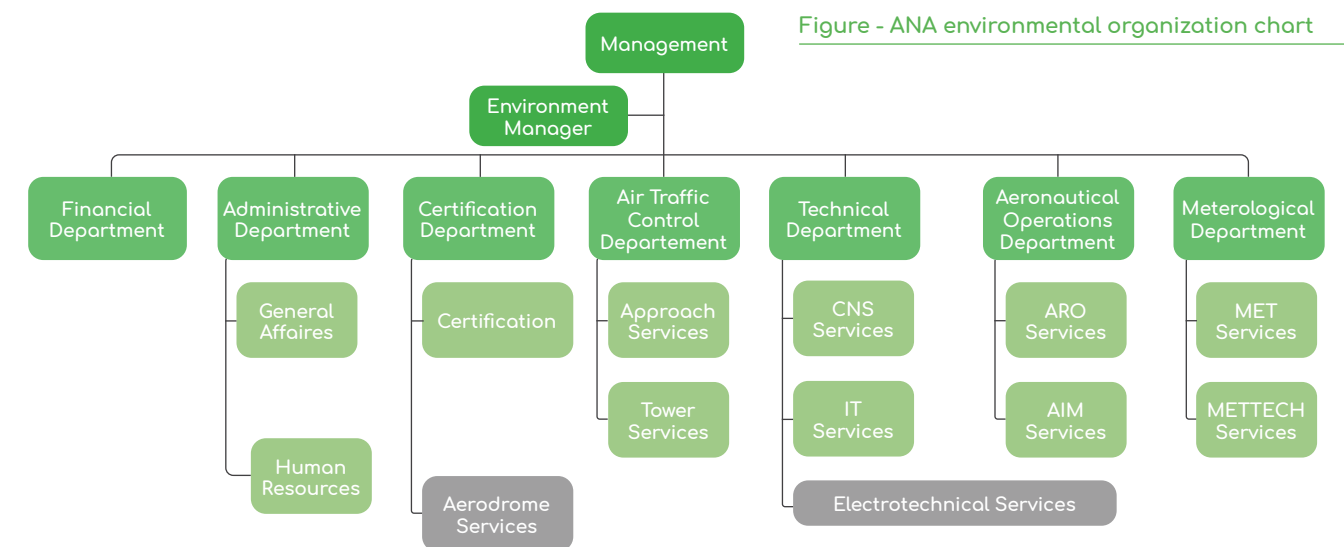 Figure - ANA environmental organization chart
Management
Environment
Manager
Financial
Department
Administrative
Department
Certification
Department
Air Traffic
Control
Departement
Technical
Department
Aeronautical
Operations
Department
Meterological
Department
General
Affaires
Certification
Approach
Services
CNS
Services
ARO
Services
MET
Services
Tower
Services
IT
Services
AIM
Services
METTECH
Services
Human
Resources
Aerodrome
Services
Electrotechnical Services